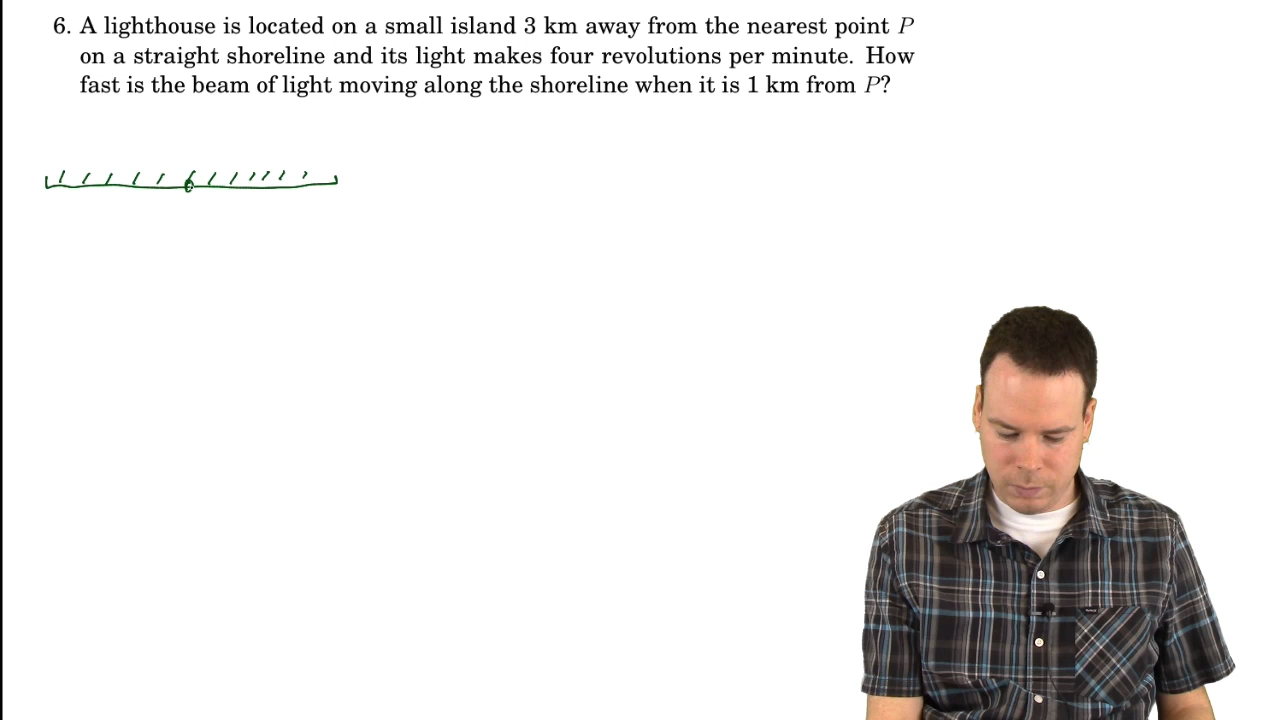 6. A lighthouse is located on a small island 3 km away from the nearest point P
on a straight shoreline and its light makes four revolutions per minute. How
fast is the beam of light moving along the shoreline when it is 1 km from P?